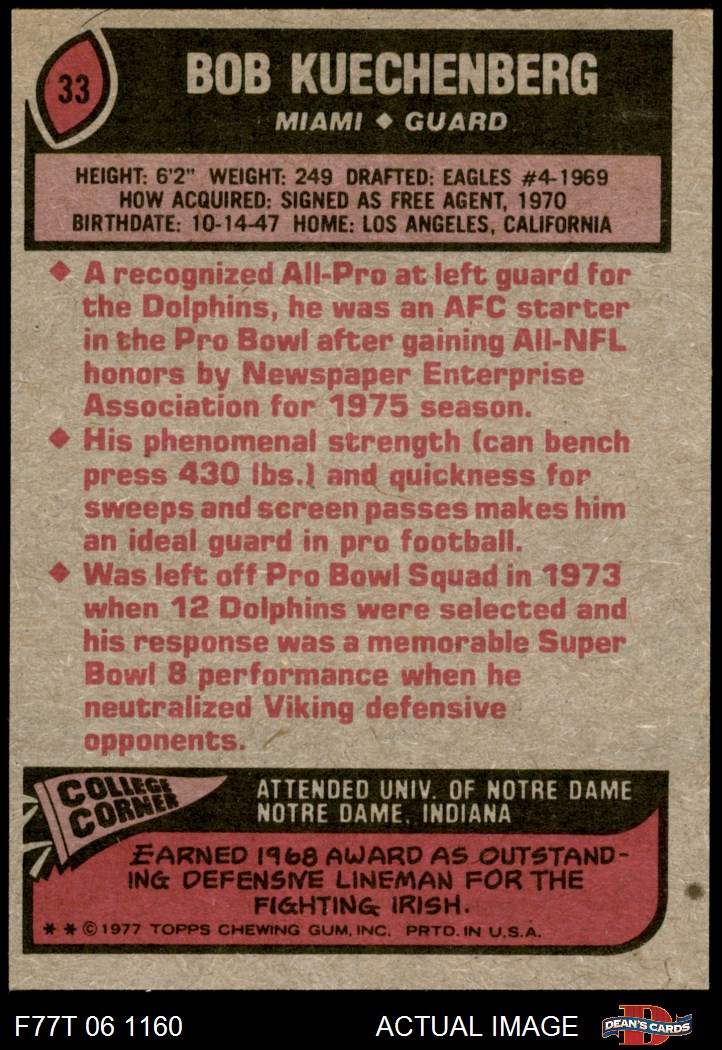 33
BOB KUECHENBERG
MIAMI ◆ GUARD
HEIGHT: 6'2" WEIGHT: 249 DRAFTED: EAGLES #4-1969
HOW ACQUIRED: SIGNED AS FREE AGENT, 1970
BIRTHDATE: 10-14-47 HOME: LOS ANGELES, CALIFORNIA
◆ A recognized All-Pro at left guard for
the Dolphins, he was an AFC starter
in the Pro Bowl after gaining All-NFL
honors by Newspaper Enterprise
Association for 1975 season.
◆ His phenomenal strength (can bench
press 430 lbs.) and quickness for
sweeps and screen passes makes him
an ideal guard in pro football.
◆ Was left off Pro Bowl Squad in 1973
when 12 Dolphins were selected and
his response was a memorable Super
Bowl 8 performance when he
neutralized Viking defensive
opponents.
COLLEGE
CORNER
ATTENDED UNIV. OF NOTRE DAME
NOTRE DAME, INDIANA
EARNED 1968 AWARD AS OUTSTAND-
ING DEFENSIVE LINEMAN FOR THE
FIGHTING IRISH.
* * © 1977 TOPPS CHEWING GUM, INC. PRTD. IN U.S.A.
F77T 06 1160
ACTUAL IMAGE
D
DEAN'S CARDS